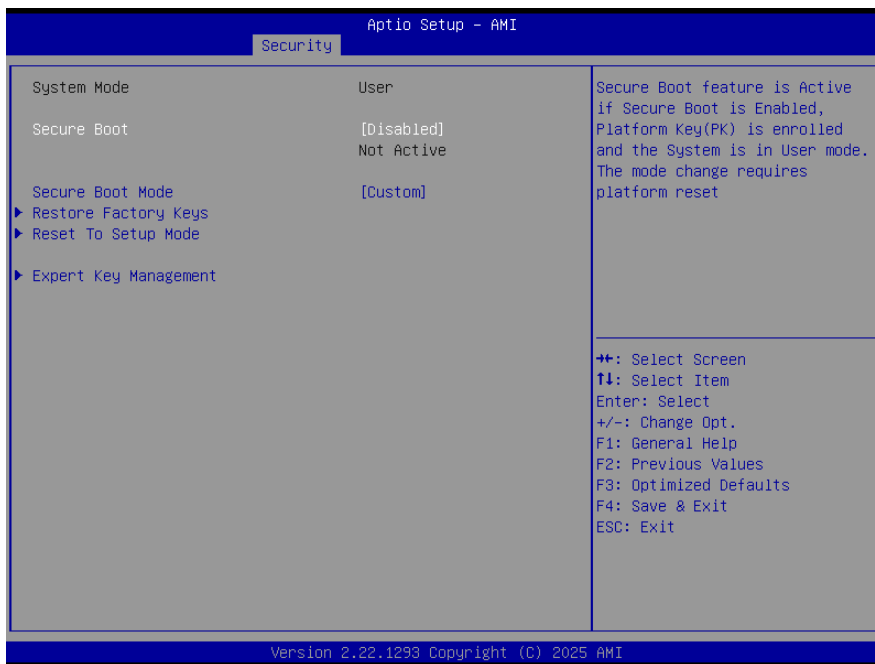 Aptio Setup - AMI
Security
System Mode User
Secure Boot [Disabled]
Not Active
Secure Boot Mode [Custom]
Restore Factory Keys
Reset To Setup Mode
Expert Key Management
Secure Boot feature is Active
if Secure Boot is Enabled,
Platform Key(PK) is enrolled
and the System is in User mode.
The mode change requires
platform reset
→←: Select Screen
↑↓: Select Item
Enter: Select
+/-: Change Opt.
F1: General Help
F2: Previous Values
F3: Optimized Defaults
F4: Save & Exit
ESC: Exit
Version 2.22.1293 Copyright (C) 2025 AMI